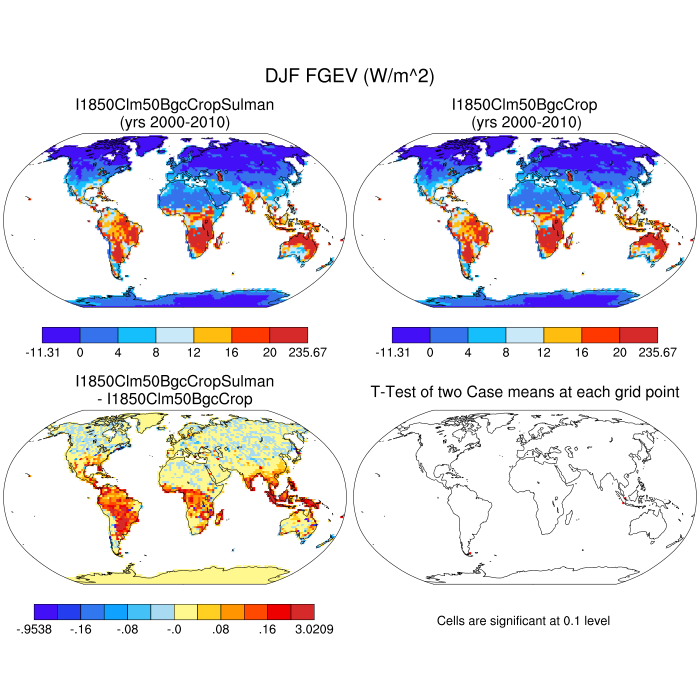 DJF FGEV (W/m^2)
I1850Clm50BgcCropSulman
(yrs 2000-2010)
I1850Clm50BgcCrop
(yrs 2000-2010)
-11.31 0 4 8 12 16 20 235.67
-11.31 0 4 8 12 16 20 235.67
I1850Clm50BgcCropSulman
- I1850Clm50BgcCrop
T-Test of two Case means at each grid point
-.9538 -.16 -.08 -.0 .08 .16 3.0209
Cells are significant at 0.1 level